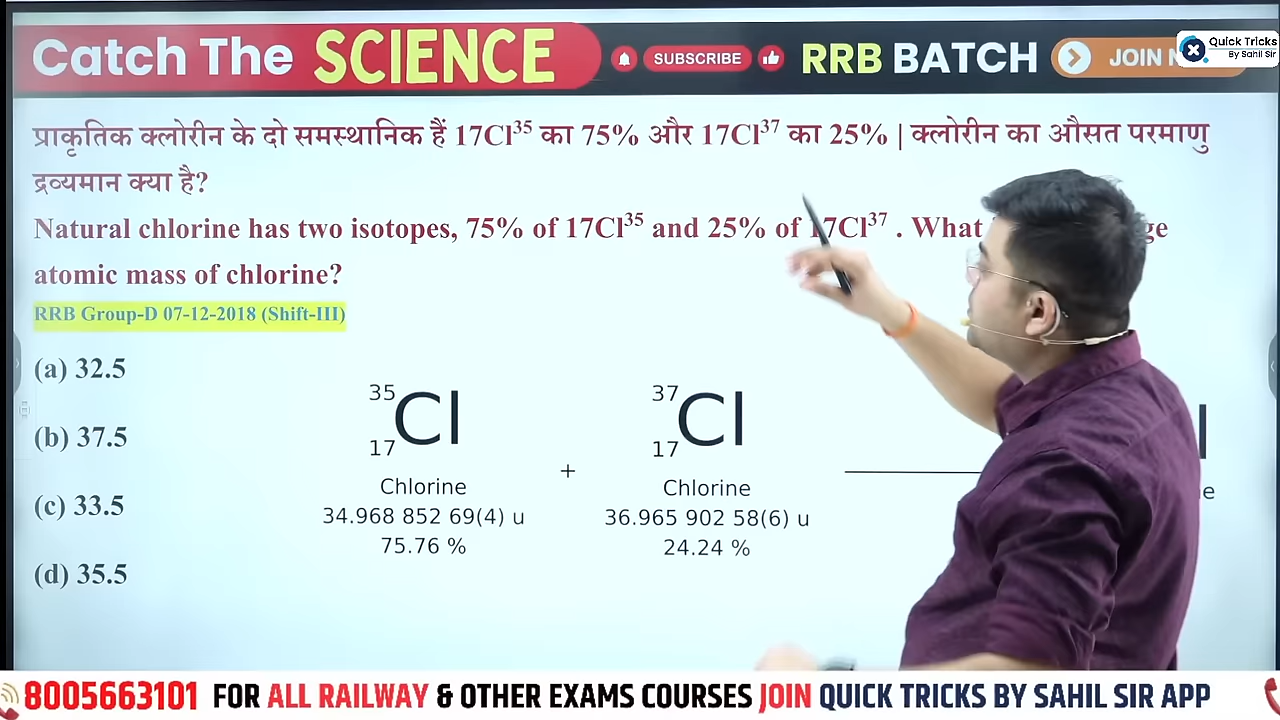 Catch The SCIENCE SUBSCRIBE RRB BATCH JOIN
Quick Tricks
By Sahil Sir
प्राकृतिक क्लोरीन के दो समस्थानिक हैं 17Cl³⁵ का 75% और 17Cl³⁷ का 25% | क्लोरीन का औसत परमाणु
द्रव्यमान क्या है?
Natural chlorine has two isotopes, 75% of 17Cl³⁵ and 25% of 17Cl³⁷ . What
atomic mass of chlorine?
RRB Group-D 07-12-2018 (Shift-III)
(a) 32.5
(b) 37.5
(c) 33.5
(d) 35.5
35 Cl 17
Chlorine
34.968 852 69(4) u
75.76 %
+
37 Cl 17
Chlorine
36.965 902 58(6) u
24.24 %
8005663101 FOR ALL RAILWAY & OTHER EXAMS COURSES JOIN QUICK TRICKS BY SAHIL SIR APP